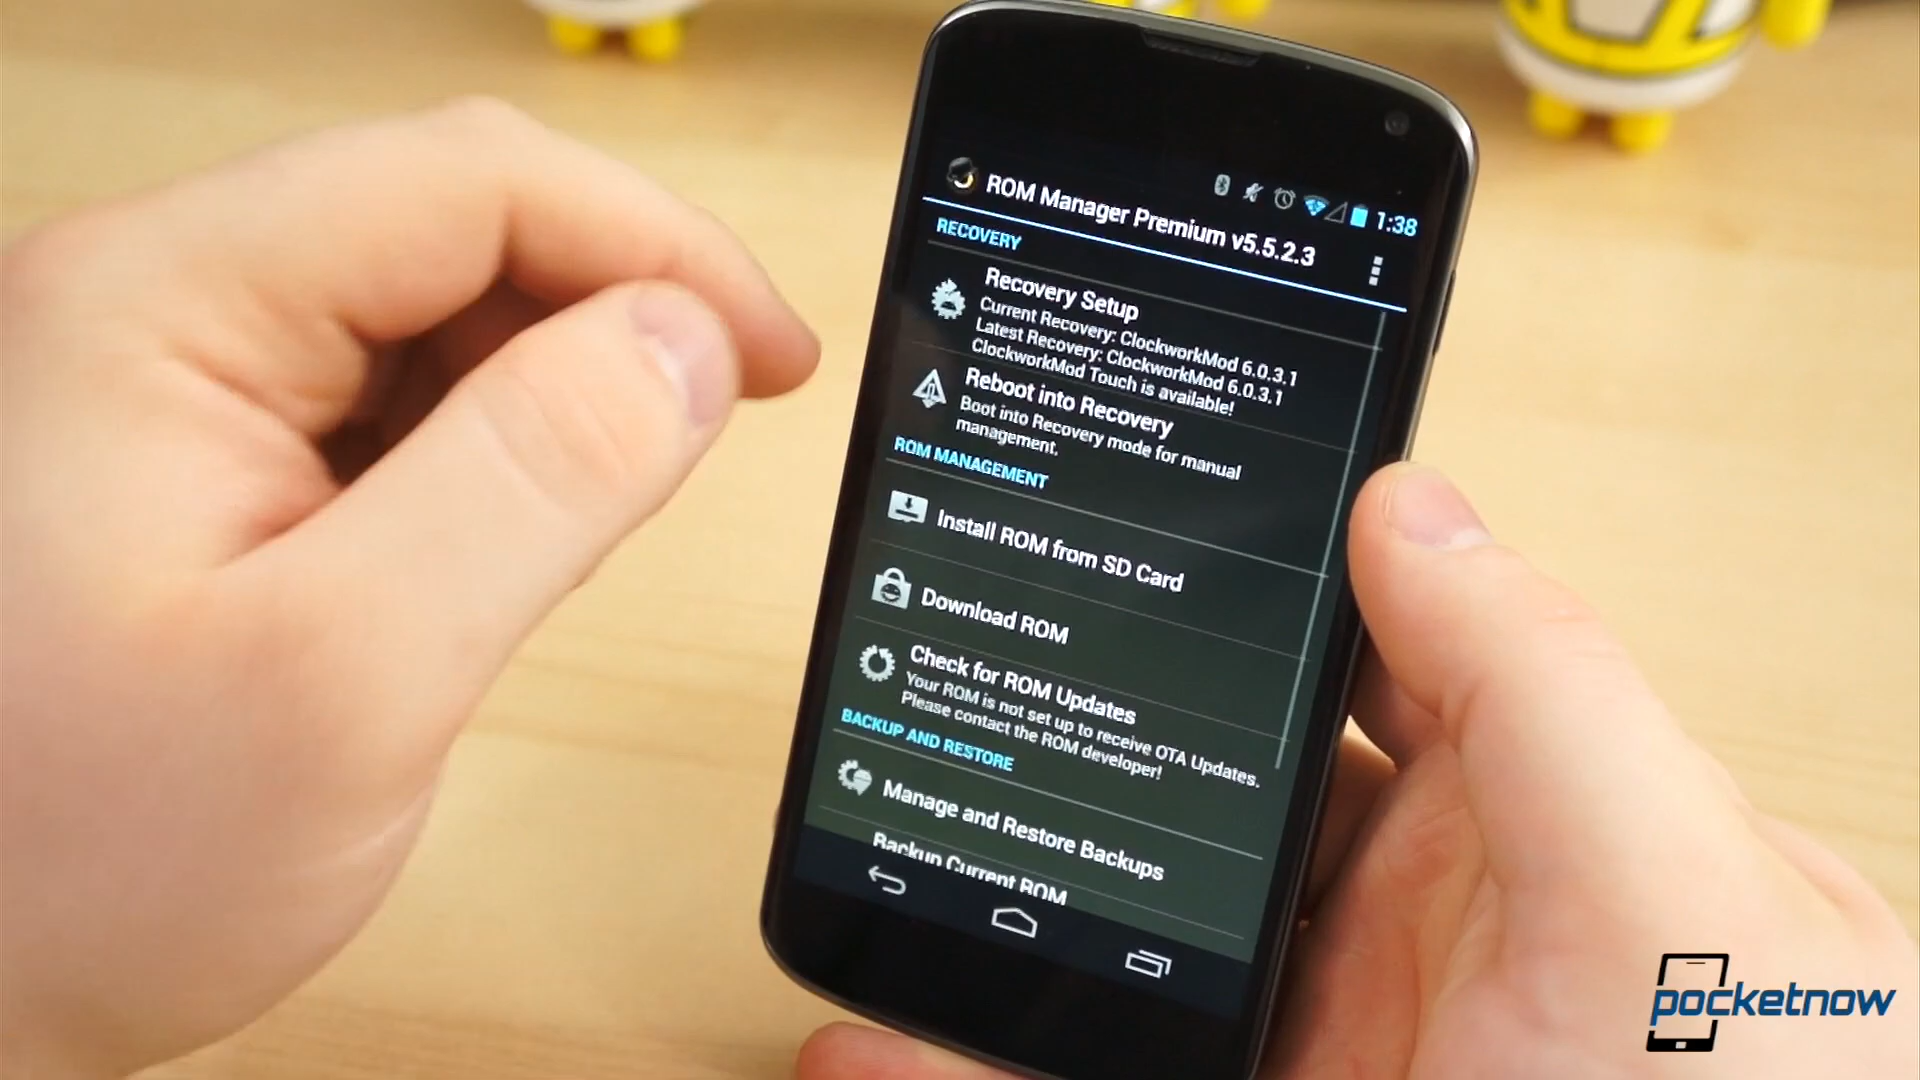 1:38
ROM Manager Premium v5.5.2.3
RECOVERY
Recovery Setup
Current Recovery: ClockworkMod 6.0.3.1
Latest Recovery: ClockworkMod 6.0.3.1
ClockworkMod Touch is available!
Reboot into Recovery
Boot into Recovery mode for manual
management.
ROM MANAGEMENT
Install ROM from SD Card
Download ROM
Check for ROM Updates
Your ROM is not set up to receive OTA Updates.
Please contact the ROM developer!
BACKUP AND RESTORE
Manage and Restore Backups
Backup Current ROM
pocketnow